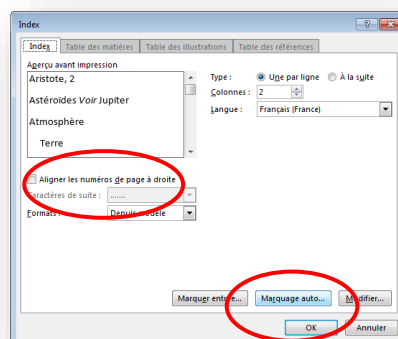 Index
Index Table des matières Table des illustrations Table des références
Aperçu avant impression
Aristote, 2
Astéroïdes Voir Jupiter
Atmosphère
Terre
Type : Une par ligne À la suite
Colonnes : 2
Langue : Français (France)
Aligner les numéros de page à droite
Caractères de suite : .......
Formats : Depuis modèle
Marquer entrée... Marquage auto... Modifier...
OK Annuler